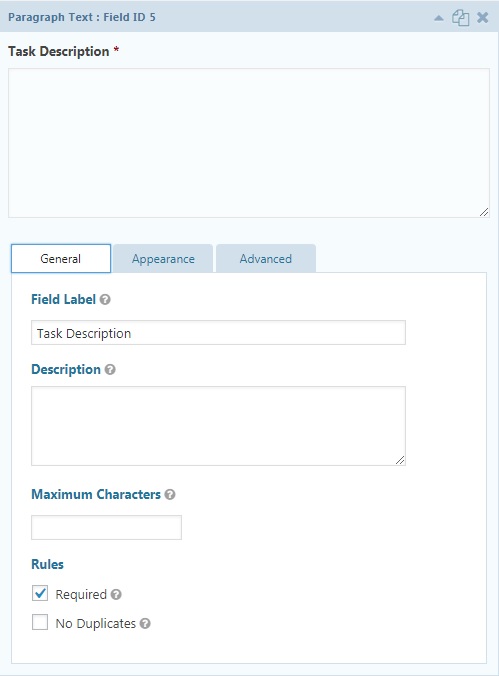 Paragraph Text : Field ID 5
Task Description *
General Appearance Advanced
Field Label ?
Task Description
Description ?
Maximum Characters ?
Rules
Required ?
No Duplicates ?